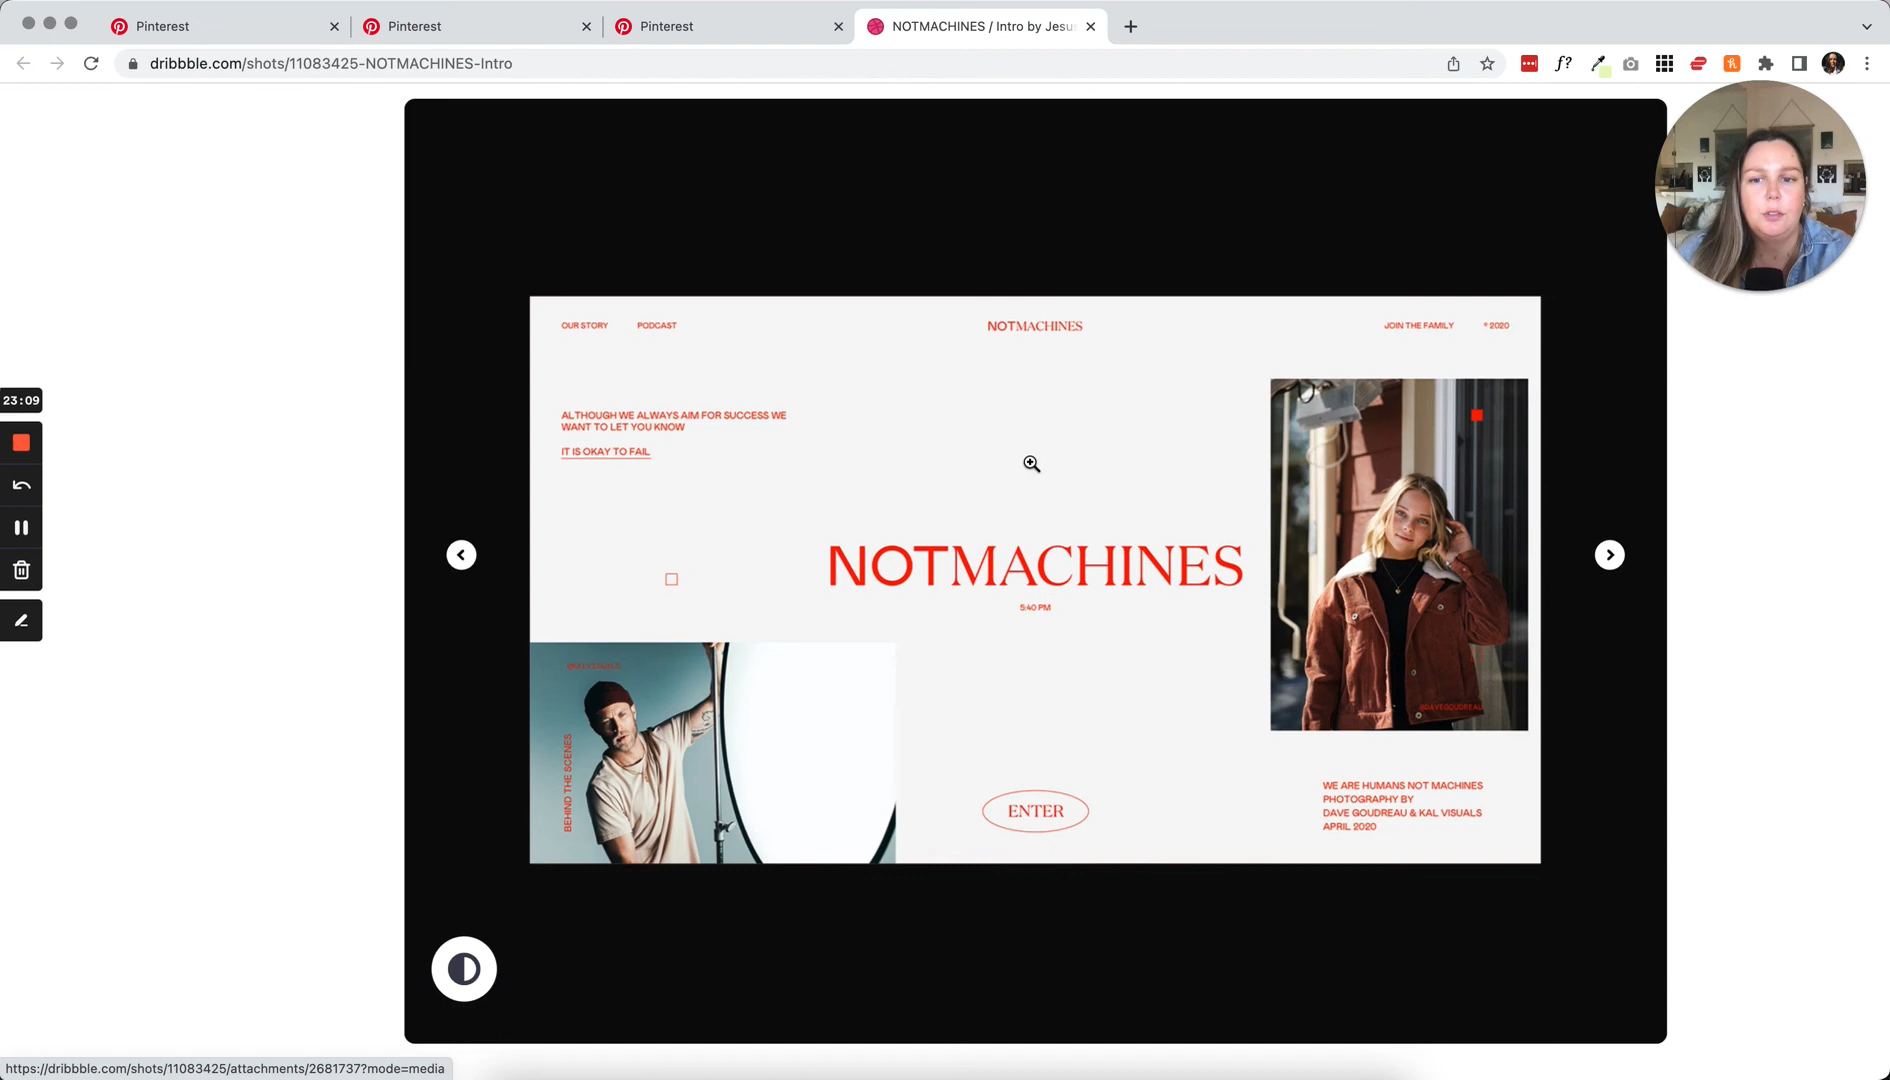 Pinterest
Pinterest
Pinterest
NOTMACHINES / Intro by Jesu
dribbble.com/shots/11083425-NOTMACHINES-Intro
f?
OUR STORY
PODCAST
NOTMACHINES
JOIN THE FAMILY
© 2020
ALTHOUGH WE ALWAYS AIM FOR SUCCESS WE
WANT TO LET YOU KNOW
IT IS OKAY TO FAIL
23:09
NOTMACHINES
5:40 PM
BEHIND THE SCENES
@DAVEGOUDREAU
ENTER
WE ARE HUMANS NOT MACHINES
PHOTOGRAPHY BY
DAVE GOUDREAU & KAL VISUALS
APRIL 2020
https://dribbble.com/shots/11083425/attachments/2681737?mode=media